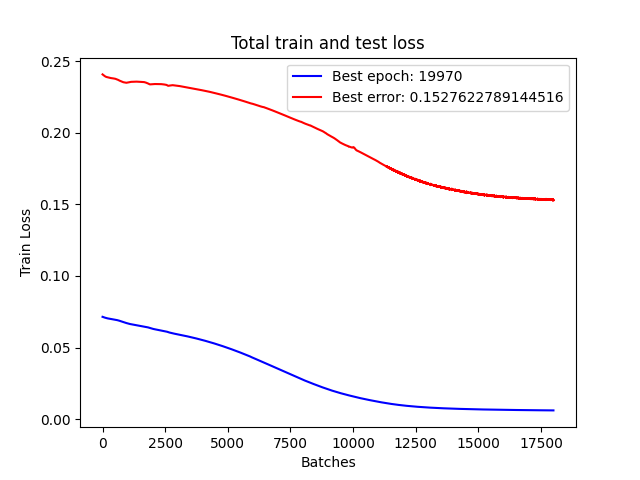 Total train and test loss
Best epoch: 19970
Best error: 0.1527622789144516
Train Loss
0.25
0.20
0.15
0.10
0.05
0.00
0 2500 5000 7500 10000 12500 15000 17500
Batches